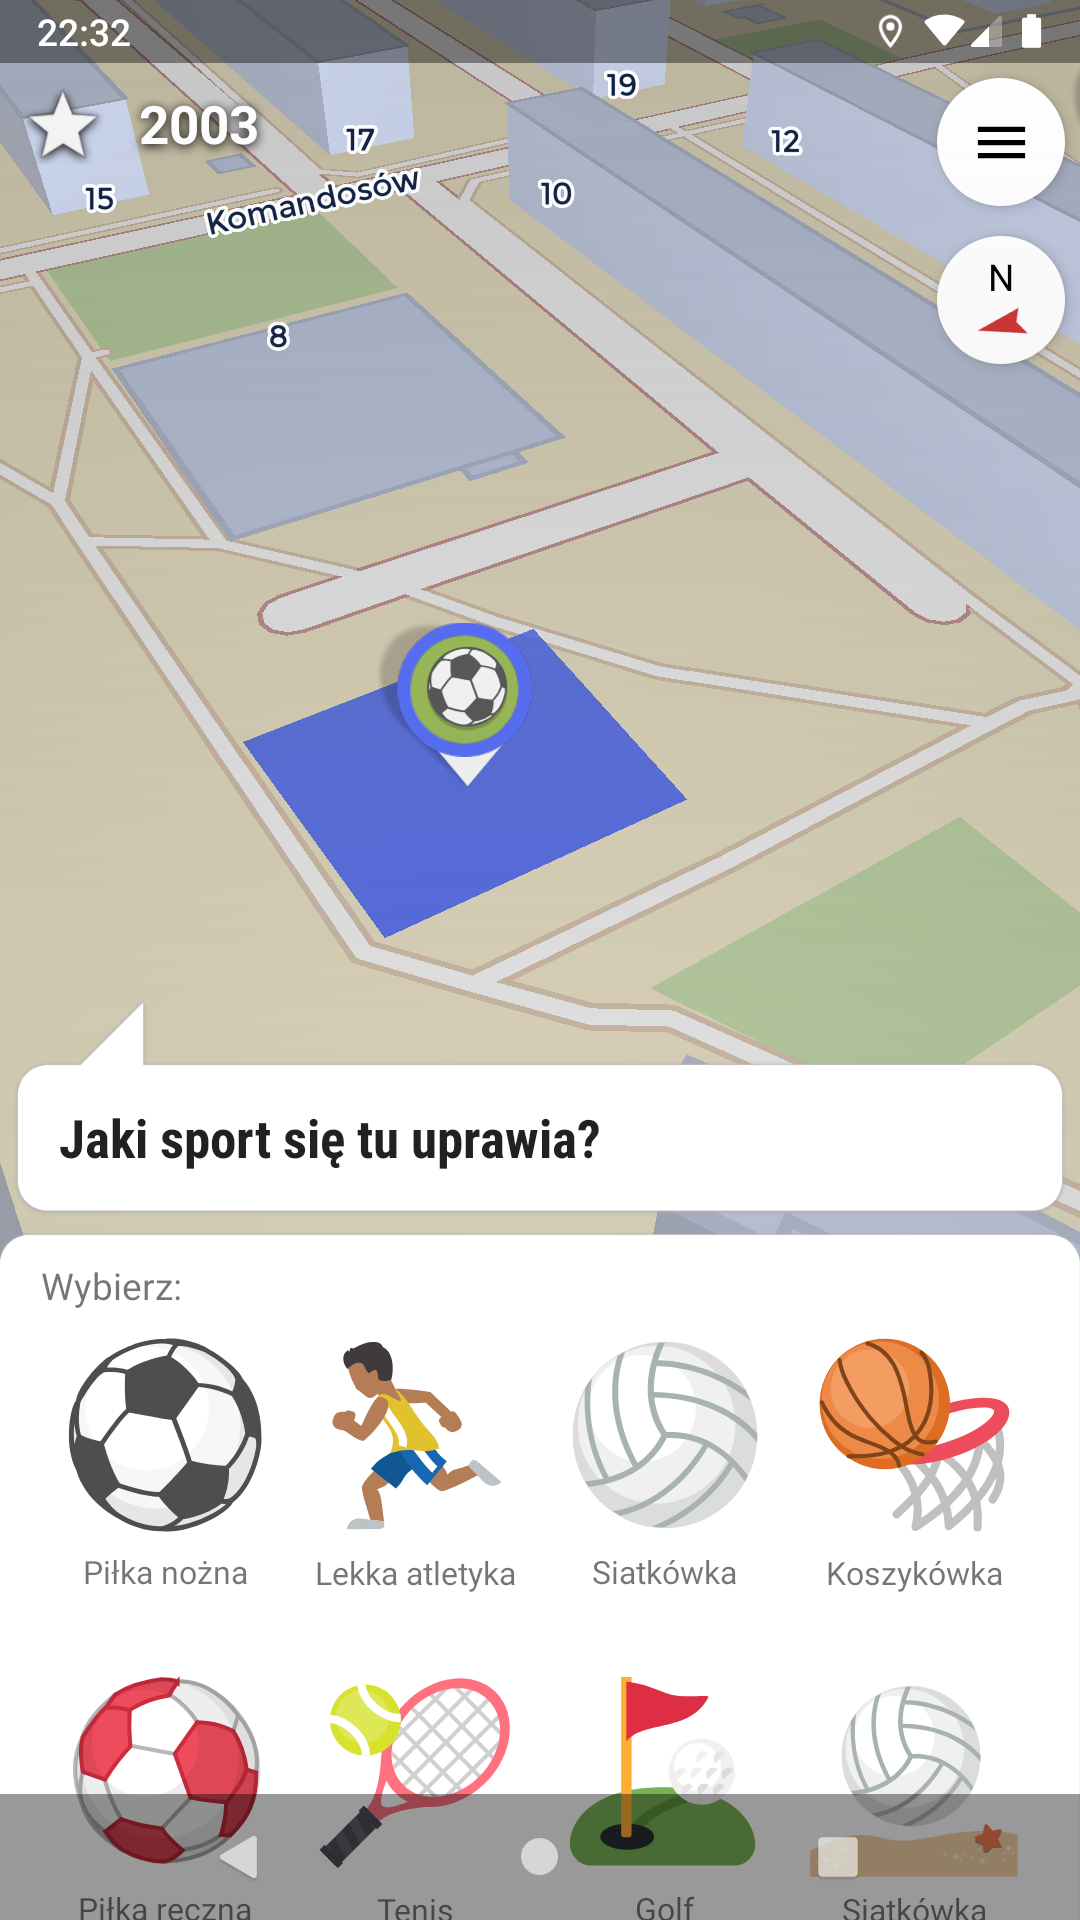 22:32
2003
19
17
12
15
10
Komandosów
N
8
Jaki sport się tu uprawia?
Wybierz:
Piłka nożna
Lekka atletyka
Siatkówka
Koszykówka
Piłka ręczna
Tenis
Golf
Siatkówka